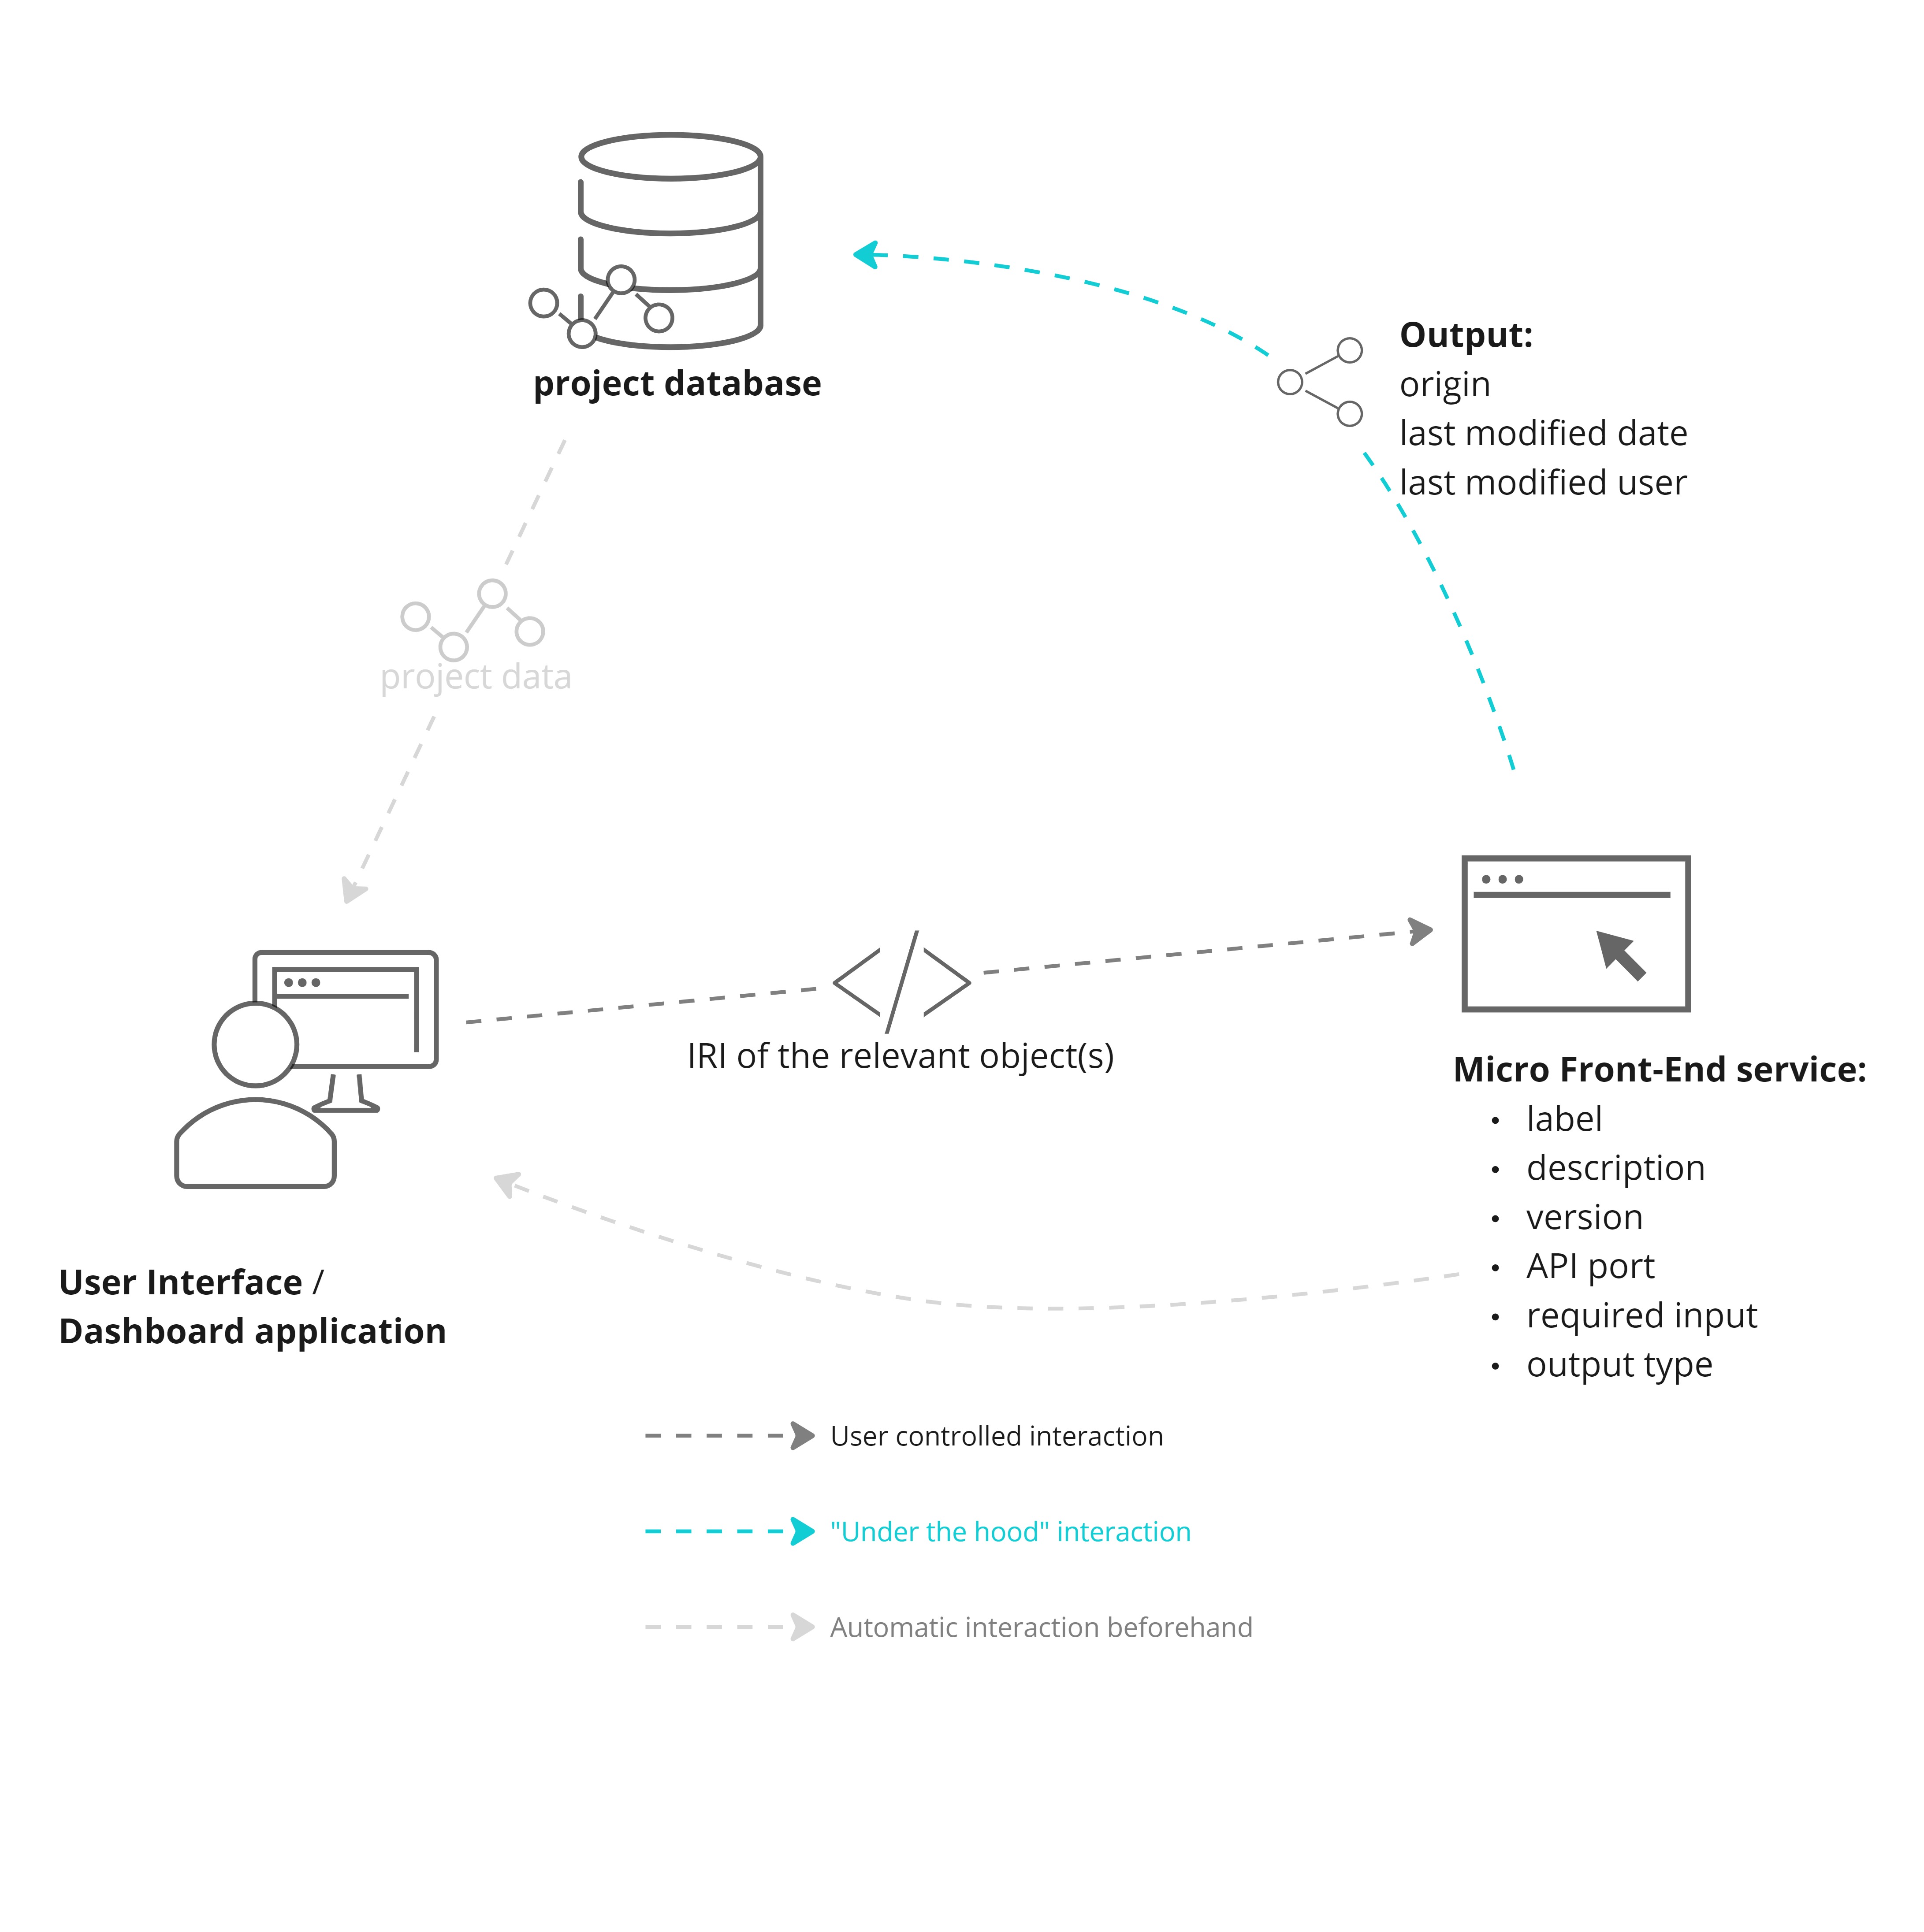 project database
Output:
origin
last modified date
last modified user
project data
IRI of the relevant object(s)
Micro Front-End service:
• label
• description
• version
• API port
• required input
• output type
User Interface /
Dashboard application
User controlled interaction
"Under the hood" interaction
Automatic interaction beforehand